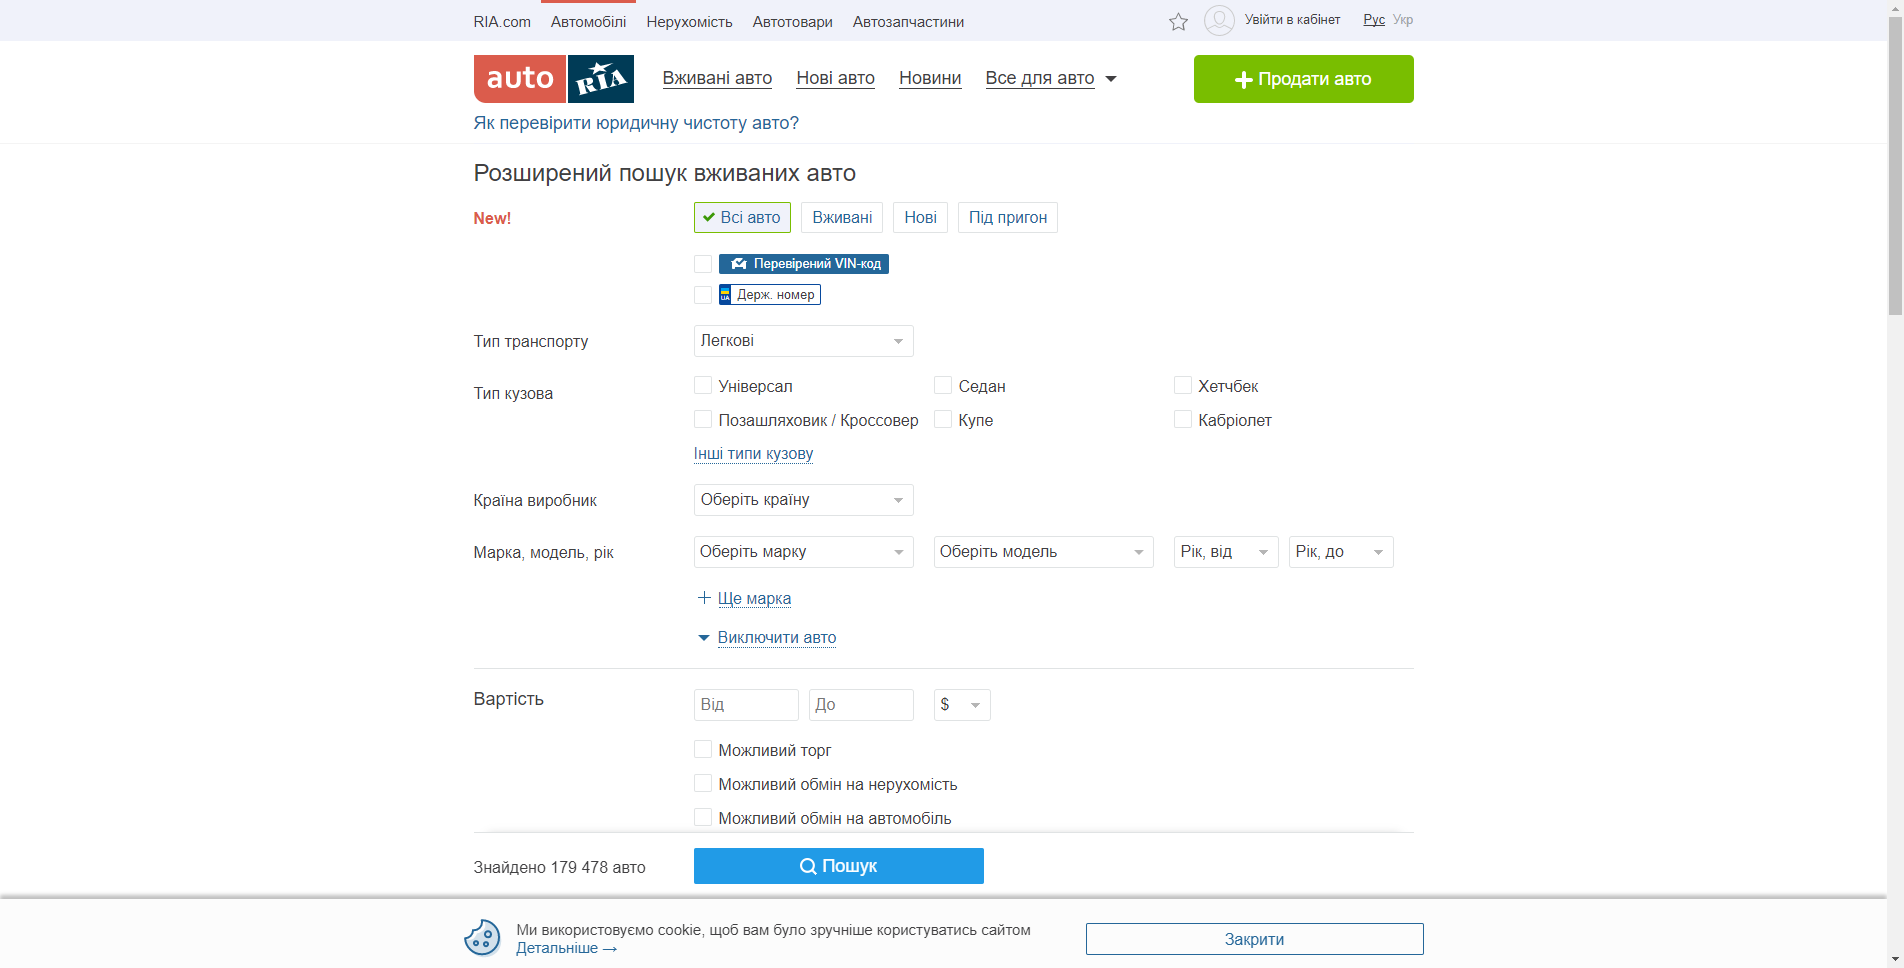 RIA.com Автомобілі Нерухомість Автотовари Автозапчастини Увійти в кабінет Рус Укр
auto RIA Вживані авто Нові авто Новини Все для авто Продати авто
Як перевірити юридичну чистоту авто?
Розширений пошук вживаних авто
New! Всі авто Вживані Нові Під пригон
Перевірений VIN-код
UA Держ. номер
Тип транспорту Легкові
Тип кузова Універсал Седан Хетчбек
Позашляховик / Кроссовер Купе Кабріолет
Інші типи кузову
Країна виробник Оберіть країну
Марка, модель, рік Оберіть марку Оберіть модель Рік, від Рік, до
Ще марка
Виключити авто
Вартість Від До $
Можливий торг
Можливий обмін на нерухомість
Можливий обмін на автомобіль
Знайдено 179 478 авто Пошук
Ми використовуємо cookie, щоб вам було зручніше користуватись сайтом
Детальніше → Закрити